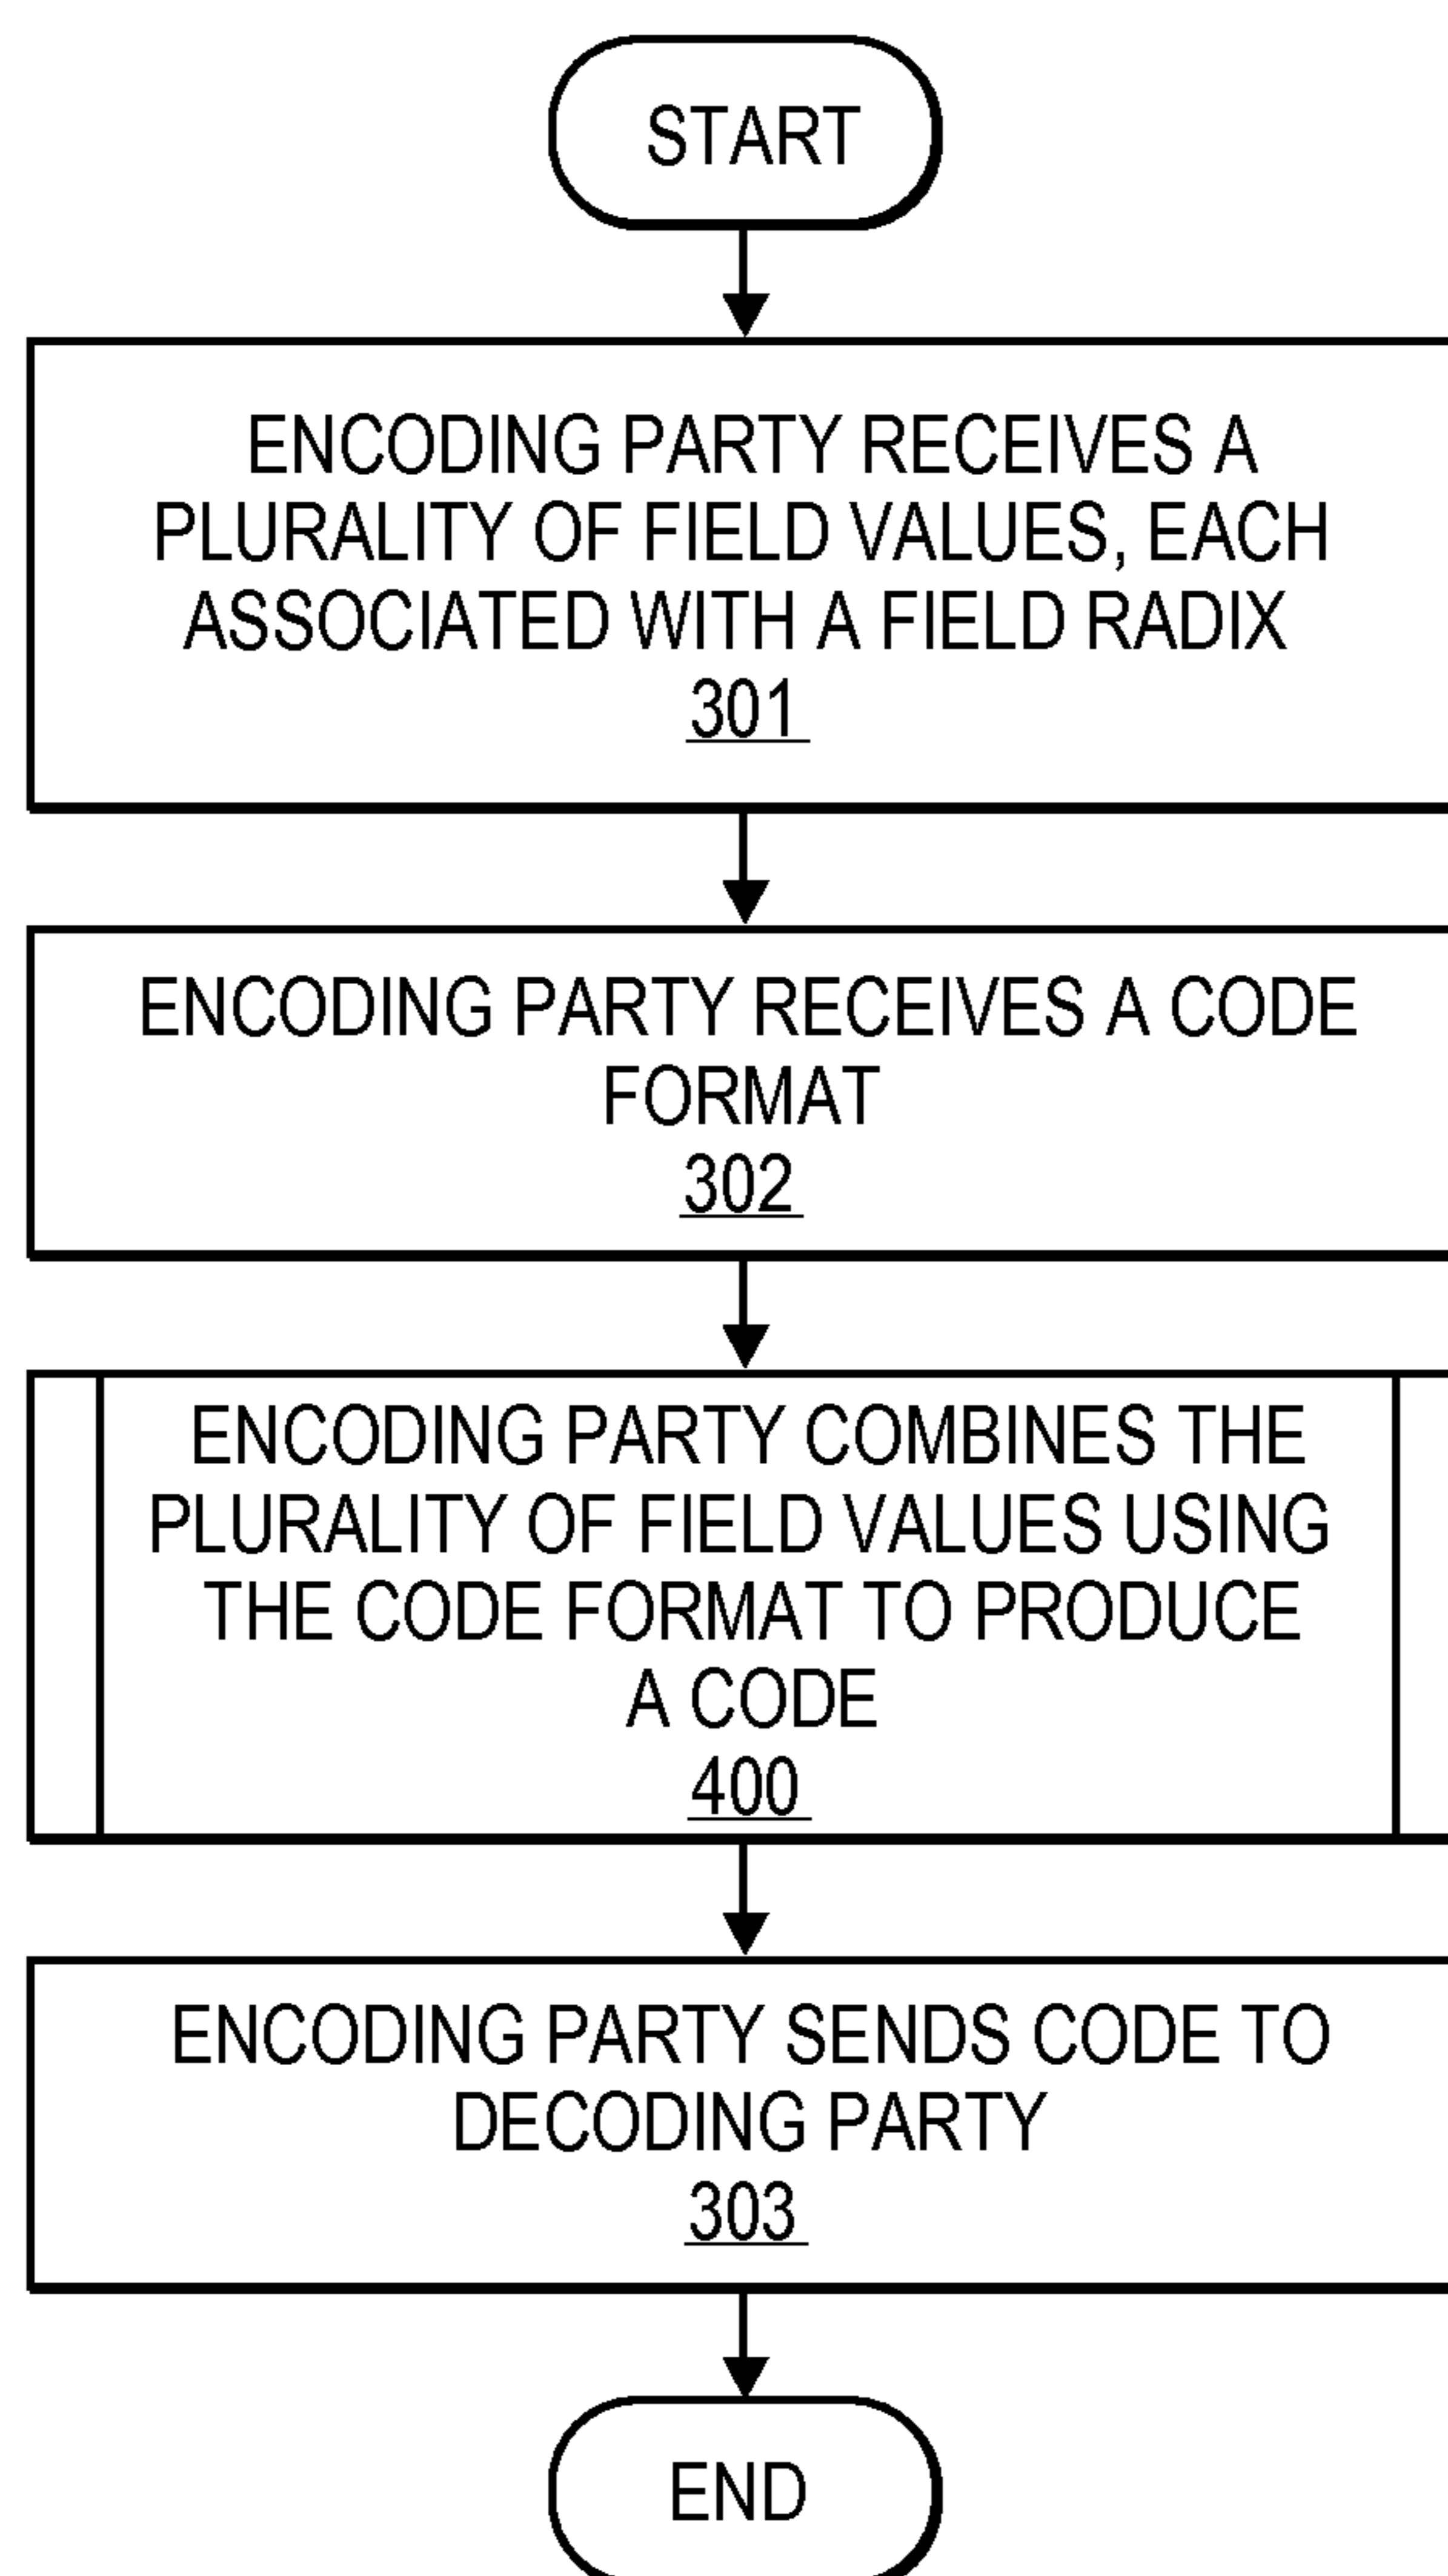 START
ENCODING PARTY RECEIVES A
PLURALITY OF FIELD VALUES, EACH
ASSOCIATED WITH A FIELD RADIX
301
ENCODING PARTY RECEIVES A CODE
FORMAT
302
ENCODING PARTY COMBINES THE
PLURALITY OF FIELD VALUES USING
THE CODE FORMAT TO PRODUCE
A CODE
400
ENCODING PARTY SENDS CODE TO
DECODING PARTY
303
END